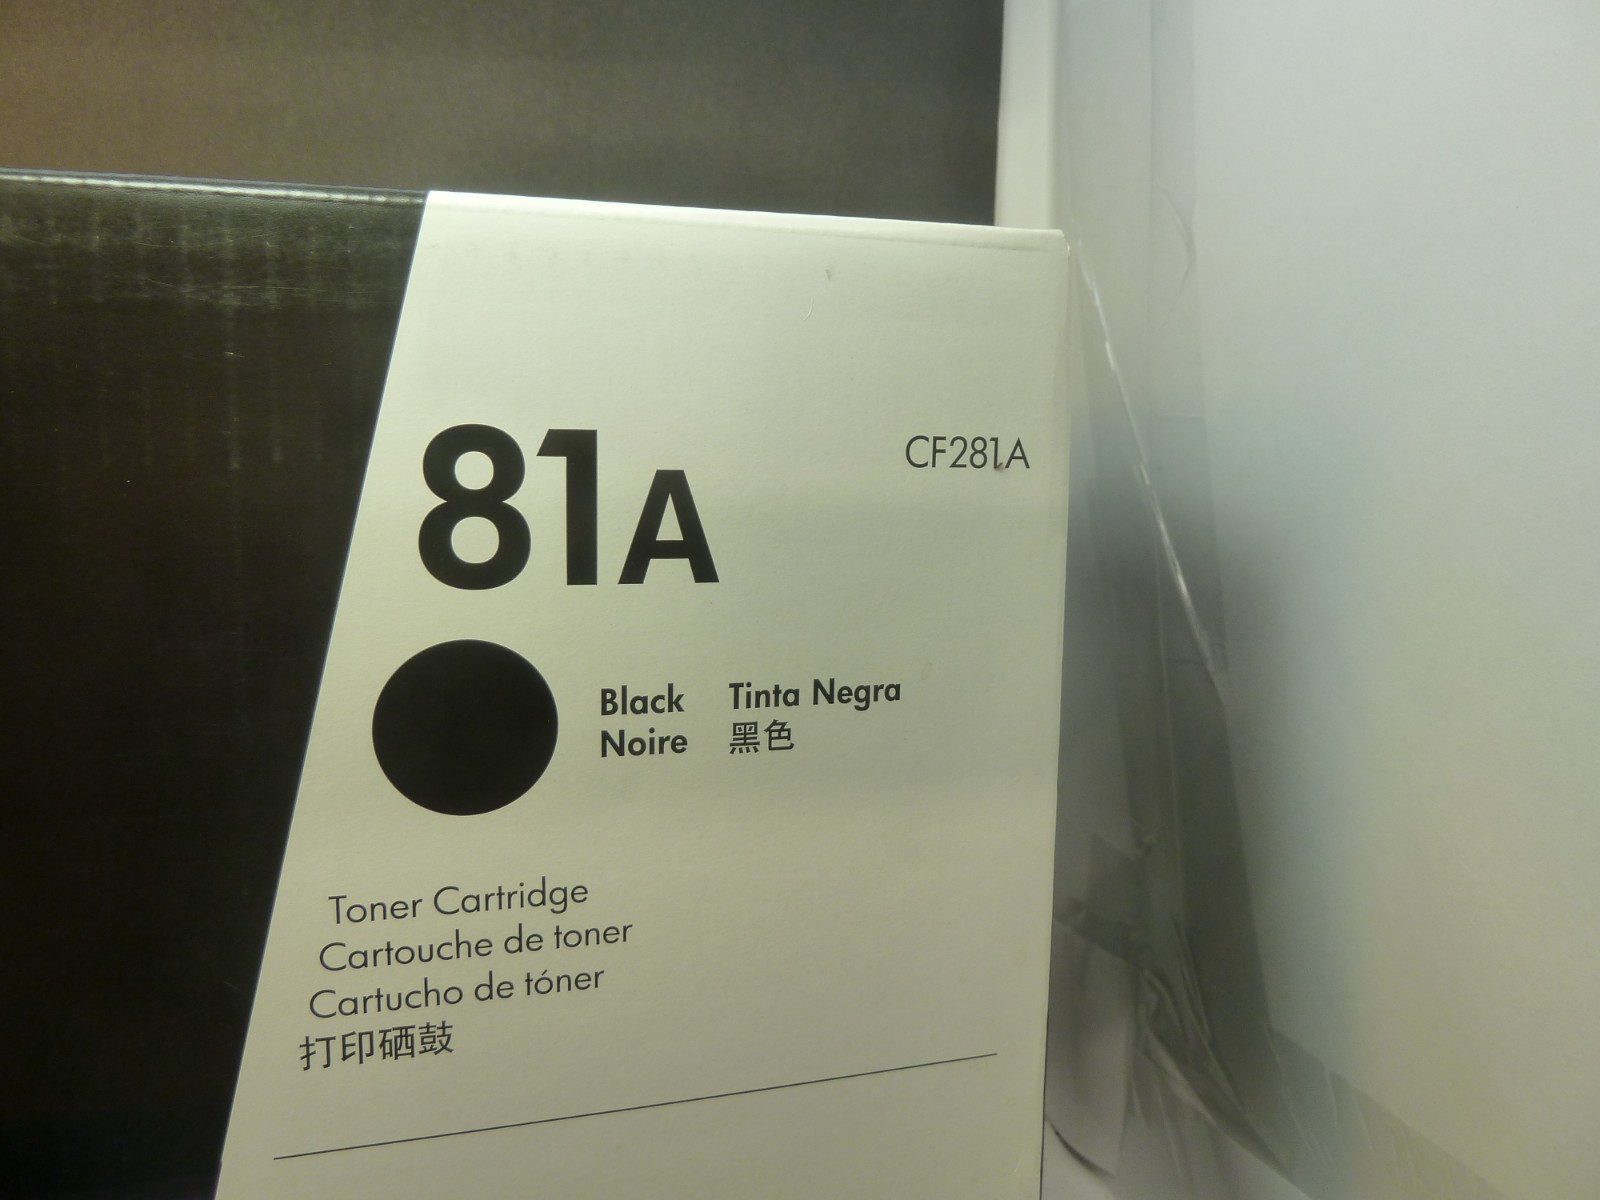 81A
CF281A
Black
Noire
Tinta Negra
黑色
Toner Cartridge
Cartouche de toner
Cartucho de tóner
打印硒鼓